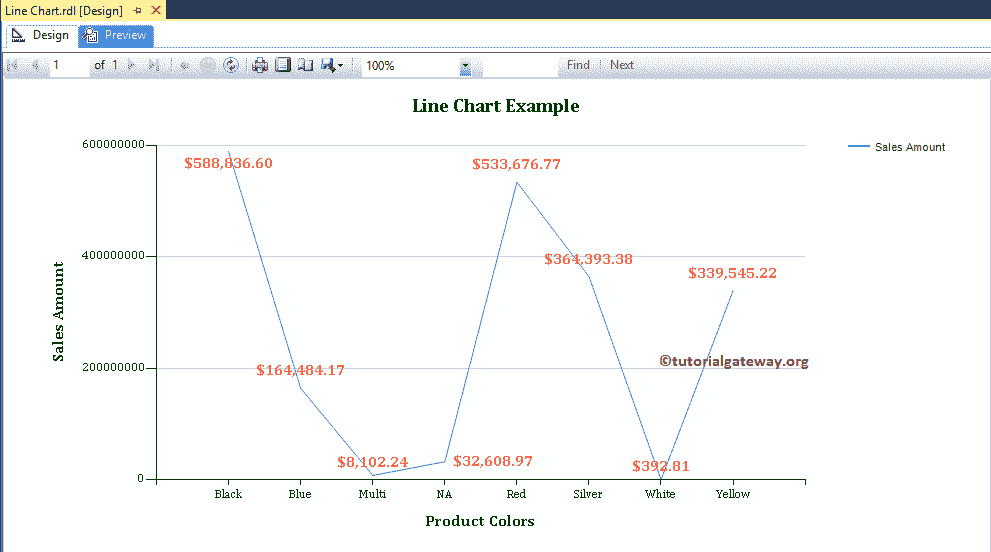 Line Chart.rdl [Design]
Design
Preview
1 of 1
100%
Find
Next
Line Chart Example
600000000
400000000
200000000
0
Sales Amount
$588,836.60
$164,484.17
$8,102.24
$32,608.97
$533,676.77
$364,393.38
$392.81
$339,545.22
©tutorialgateway.org
Sales Amount
Black
Blue
Multi
NA
Red
Silver
White
Yellow
Product Colors